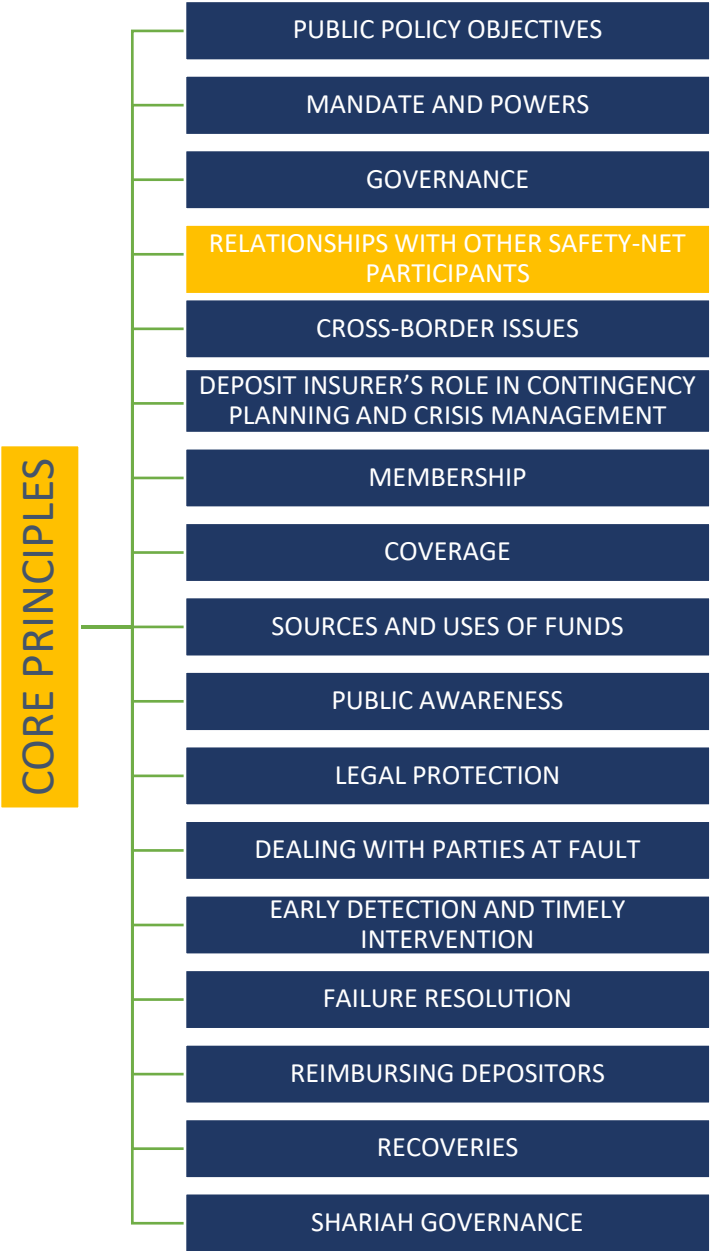 CORE PRINCIPLES
PUBLIC POLICY OBJECTIVES
MANDATE AND POWERS
GOVERNANCE
RELATIONSHIPS WITH OTHER SAFETY-NET
PARTICIPANTS
CROSS-BORDER ISSUES
DEPOSIT INSURER’S ROLE IN CONTINGENCY
PLANNING AND CRISIS MANAGEMENT
MEMBERSHIP
COVERAGE
SOURCES AND USES OF FUNDS
PUBLIC AWARENESS
LEGAL PROTECTION
DEALING WITH PARTIES AT FAULT
EARLY DETECTION AND TIMELY
INTERVENTION
FAILURE RESOLUTION
REIMBURSING DEPOSITORS
RECOVERIES
SHARIAH GOVERNANCE